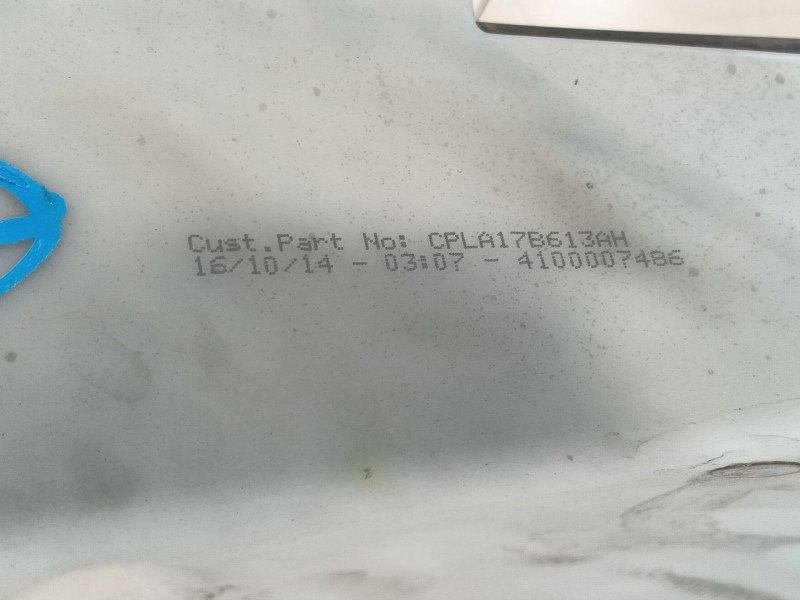 Cust.Part No: CPLA17B613AH
16/10/14 - 03:07 - 4100007486